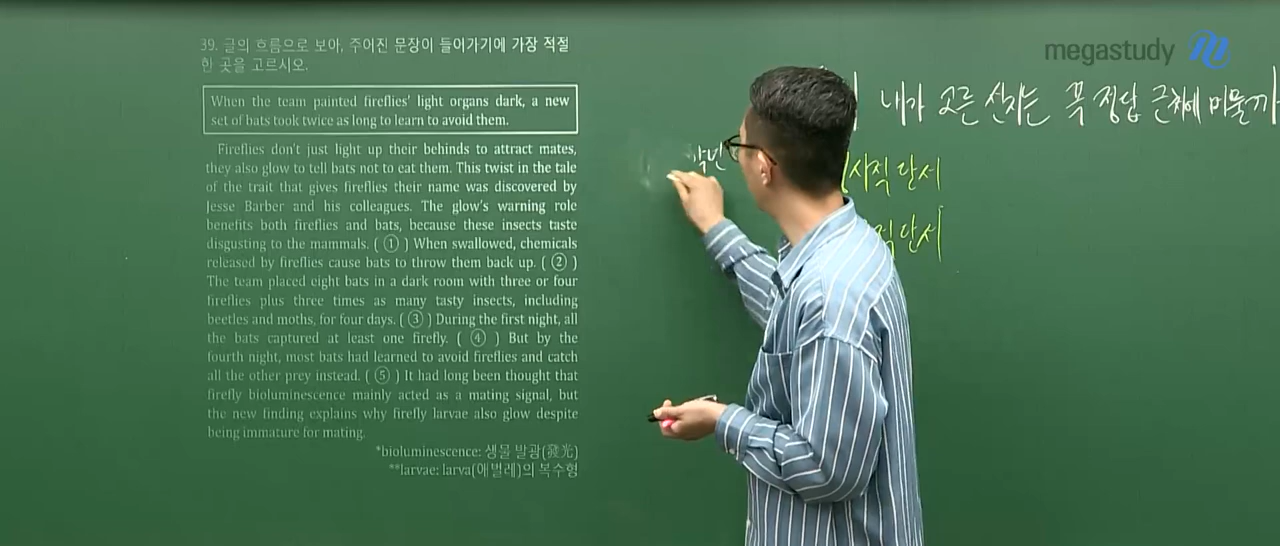 39. 글의 흐름으로 보아, 주어진 문장이 들어가기에 가장 적절
한 곳을 고르시오.
When the team painted fireflies' light organs dark, a new
set of bats took twice as long to learn to avoid them.
Fireflies don't just light up their behinds to attract mates,
they also glow to tell bats not to eat them. This twist in the tale
of the trait that gives fireflies their name was discovered by
Jesse Barber and his colleagues. The glow's warning role
benefits both fireflies and bats, because these insects taste
disgusting to the mammals. ( ① ) When swallowed, chemicals
released by fireflies cause bats to throw them back up. ( ② )
The team placed eight bats in a dark room with three or four
fireflies plus three times as many tasty insects, including
beetles and moths, for four days. ( ③ ) During the first night, all
the bats captured at least one firefly. ( ④ ) But by the
fourth night, most bats had learned to avoid fireflies and catch
all the other prey instead. ( ⑤ ) It had long been thought that
firefly bioluminescence mainly acted as a mating signal, but
the new finding explains why firefly larvae also glow despite
being immature for mating.
*bioluminescence: 생물 발광(發光)
**larvae: larva(애벌레)의 복수형
megastudy
내가 고른 선지는 꼭 정답 근처에 머물까
작년
사적 단서
적 단서